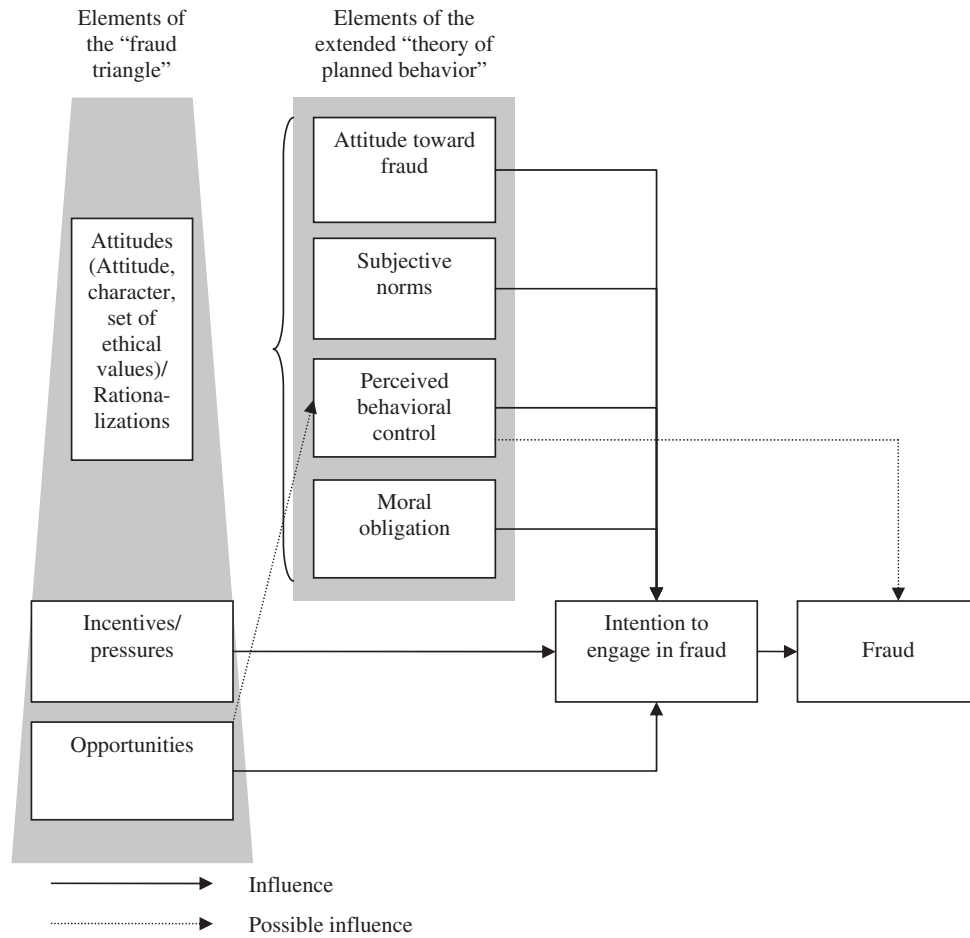 Elements of
the “fraud
triangle”
Elements of the
extended “theory of
planned behavior”
Attitude toward
fraud
Attitudes
(Attitude,
character,
set of
ethical
values)/
Rationa-
lizations
Subjective
norms
Perceived
behavioral
control
Moral
obligation
Incentives/
pressures
Intention to
engage in fraud
Fraud
Opportunities
Influence
Possible influence